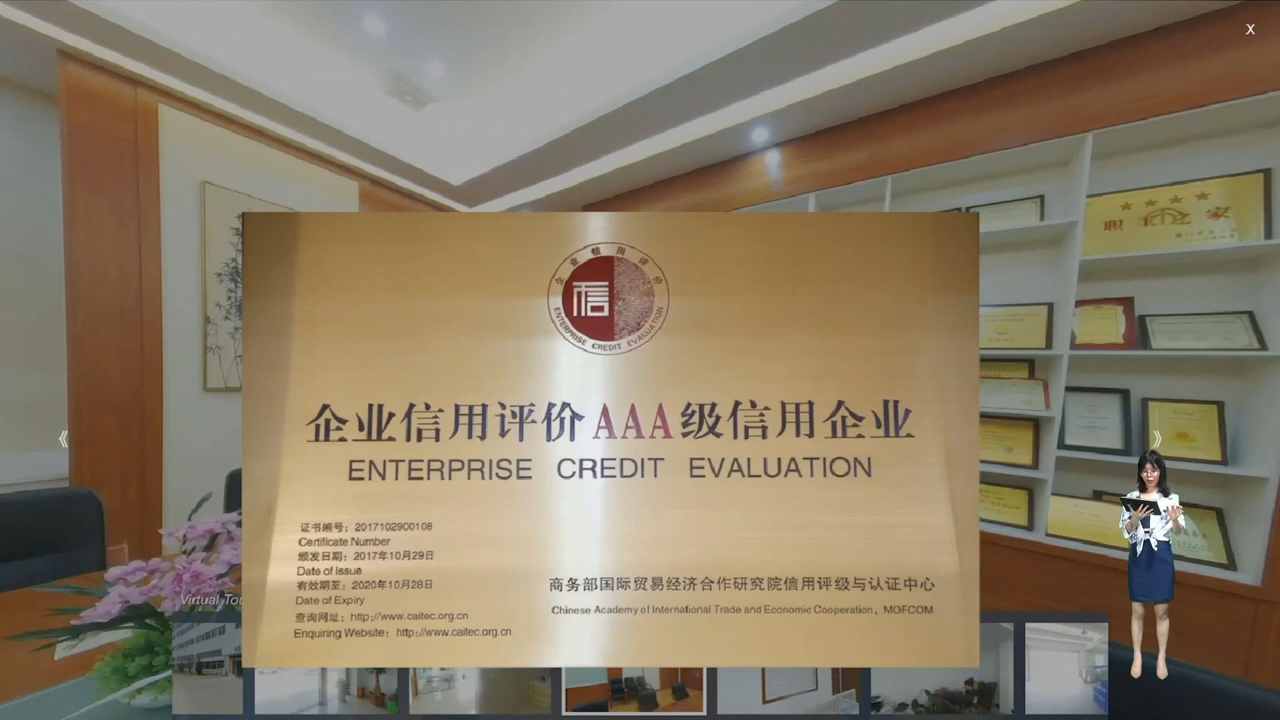 X
职工之家
企业信用评价
信
ENTERPRISE CREDIT EVALUATION
企业信用评价AAA级信用企业
ENTERPRISE CREDIT EVALUATION
证书编号：2017102900108
Certificate Number
颁发日期：2017年10月29日
Date of Issue
有效期至：2020年10月28日
Date of Expiry
查询网址：http://www.caitec.org.cn
Enquiring Website：http://www.caitec.org.cn
商务部国际贸易经济合作研究院信用评级与认证中心
Chinese Academy of International Trade and Economic Cooperation，MOFCOM
Virtual Tou